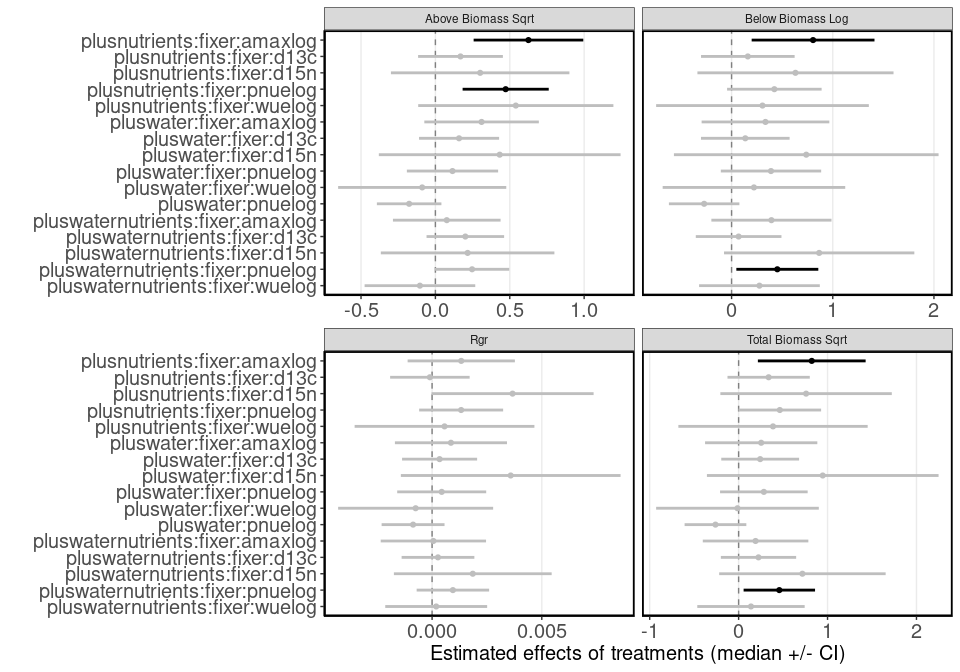 Above Biomass Sqrt
Below Biomass Log
plusnutrients:fixer:amaxlog
plusnutrients:fixer:d13c
plusnutrients:fixer:d15n
plusnutrients:fixer:pnuelog
plusnutrients:fixer:wuelog
pluswater:fixer:amaxlog
pluswater:fixer:d13c
pluswater:fixer:d15n
pluswater:fixer:pnuelog
pluswater:fixer:wuelog
pluswater:pnuelog
pluswaternutrients:fixer:amaxlog
pluswaternutrients:fixer:d13c
pluswaternutrients:fixer:d15n
pluswaternutrients:fixer:pnuelog
pluswaternutrients:fixer:wuelog
-0.5 0.0 0.5 1.0
0 1 2
Rgr
Total Biomass Sqrt
plusnutrients:fixer:amaxlog
plusnutrients:fixer:d13c
plusnutrients:fixer:d15n
plusnutrients:fixer:pnuelog
plusnutrients:fixer:wuelog
pluswater:fixer:amaxlog
pluswater:fixer:d13c
pluswater:fixer:d15n
pluswater:fixer:pnuelog
pluswater:fixer:wuelog
pluswater:pnuelog
pluswaternutrients:fixer:amaxlog
pluswaternutrients:fixer:d13c
pluswaternutrients:fixer:d15n
pluswaternutrients:fixer:pnuelog
pluswaternutrients:fixer:wuelog
0.000 0.005
-1 0 1 2
Estimated effects of treatments (median +/- CI)